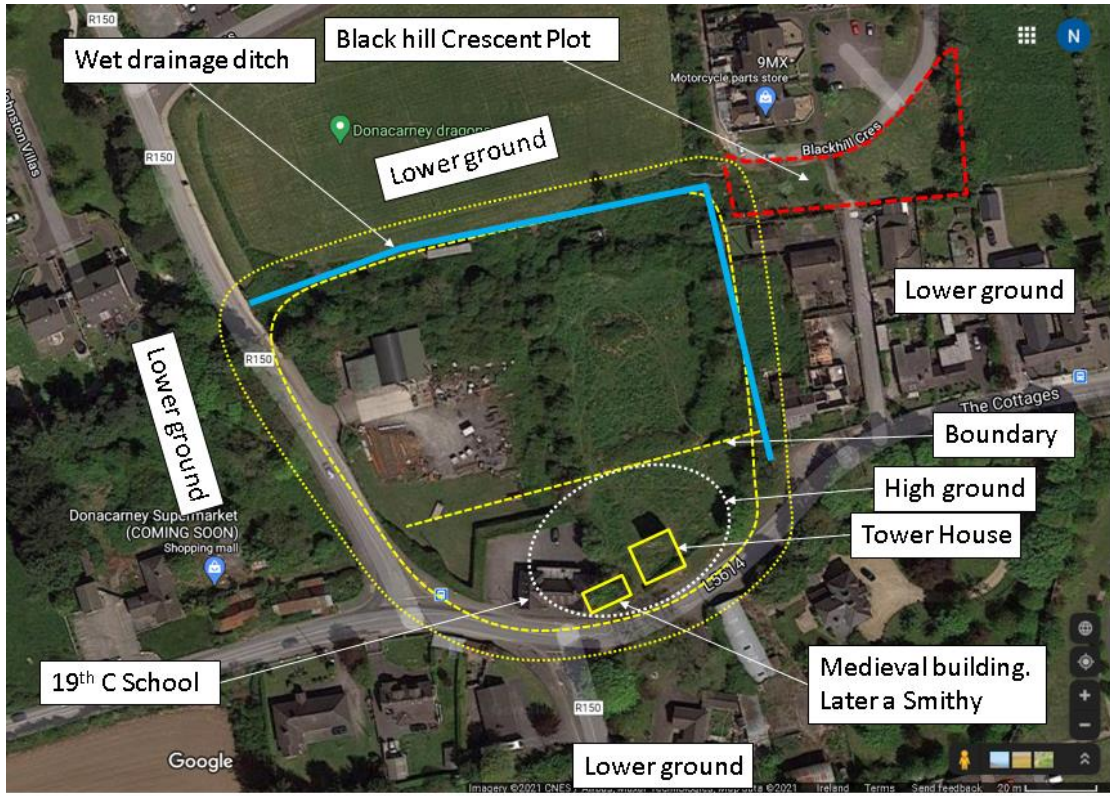 R150
Wet drainage ditch
Black hill Crescent Plot
N
9MX
Motorcycle parts store
Johnston Villas
Donacarney dragons
R150
Lower ground
Blackhill Cres
Lower ground
R150
Lower ground
The Cottages
Boundary
High ground
Donacarney Supermarket
(COMING SOON)
Shopping mall
Tower House
L5614
19th C School
Medieval building.
Later a Smithy
R150
Google
Lower ground
Imagery ©2021 CNES / Airbus, Maxar Technologies, Map data ©2021 Ireland Terms Send feedback 20 m